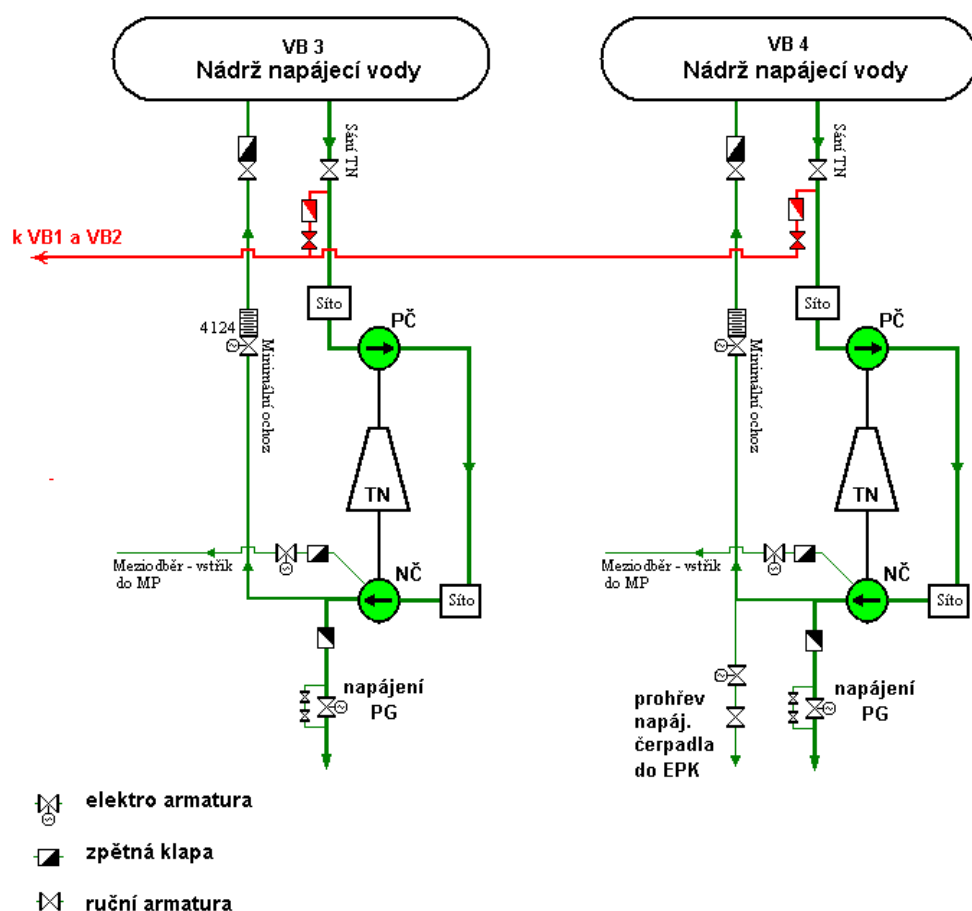 VB 3
Nádrž napájecí vody
VB 4
Nádrž napájecí vody
Sání TN
Sání TN
k VB1 a VB2
Síto
PČ
Síto
PČ
4124
Minimální ochoz
Minimální ochoz
TN
TN
Meziodběr - vstřik
do MP
NČ
Síto
Meziodběr - vstřik
do MP
NČ
Síto
napájení
PG
prohřev
napáj.
čerpadla
do EPK
napájení
PG
elektro armatura
zpětná klapa
ruční armatura